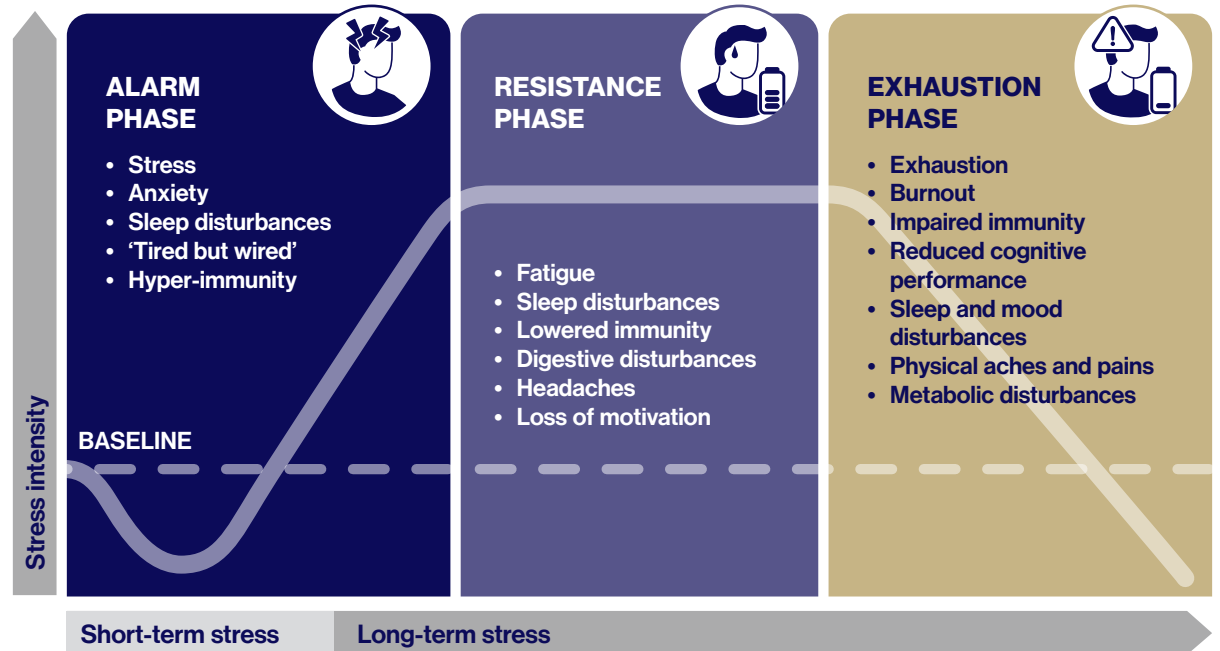 ALARM
PHASE
• Stress
• Anxiety
• Sleep disturbances
• ‘Tired but wired’
• Hyper-immunity
BASELINE
RESISTANCE
PHASE
• Fatigue
• Sleep disturbances
• Lowered immunity
• Digestive disturbances
• Headaches
• Loss of motivation
EXHAUSTION
PHASE
• Exhaustion
• Burnout
• Impaired immunity
• Reduced cognitive
performance
• Sleep and mood
disturbances
• Physical aches and pains
• Metabolic disturbances
Stress intensity
Short-term stress
Long-term stress